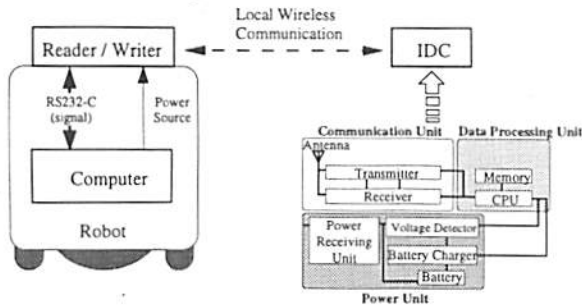 Local Wireless
Communication
Reader / Writer
IDC
RS232-C
(signal)
Power
Source
Computer
Robot
Communication Unit
Data Processing Unit
Antenna
Transmitter
Receiver
Memory
CPU
Power
Receiving
Unit
Voltage Detector
Battery Charger
Battery
Power Unit